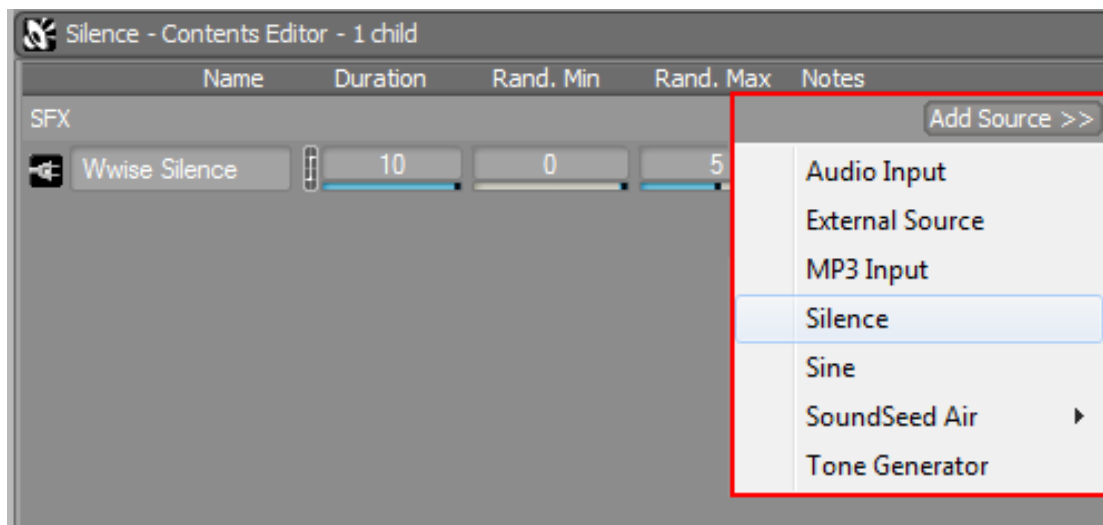 Silence - Contents Editor - 1 child
Name Duration Rand. Min Rand. Max Notes
SFX Add Source >>
Wwise Silence 10 0 5
Audio Input
External Source
MP3 Input
Silence
Sine
SoundSeed Air
Tone Generator